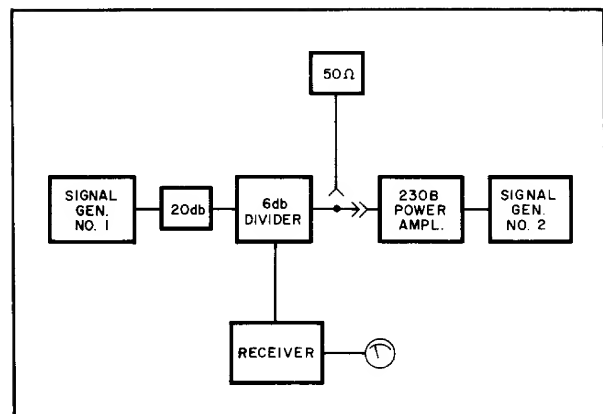 50Ω
SIGNAL
GEN.
NO. 1
20db
6db
DIVIDER
230B
POWER
AMPL.
SIGNAL
GEN.
NO. 2
RECEIVER